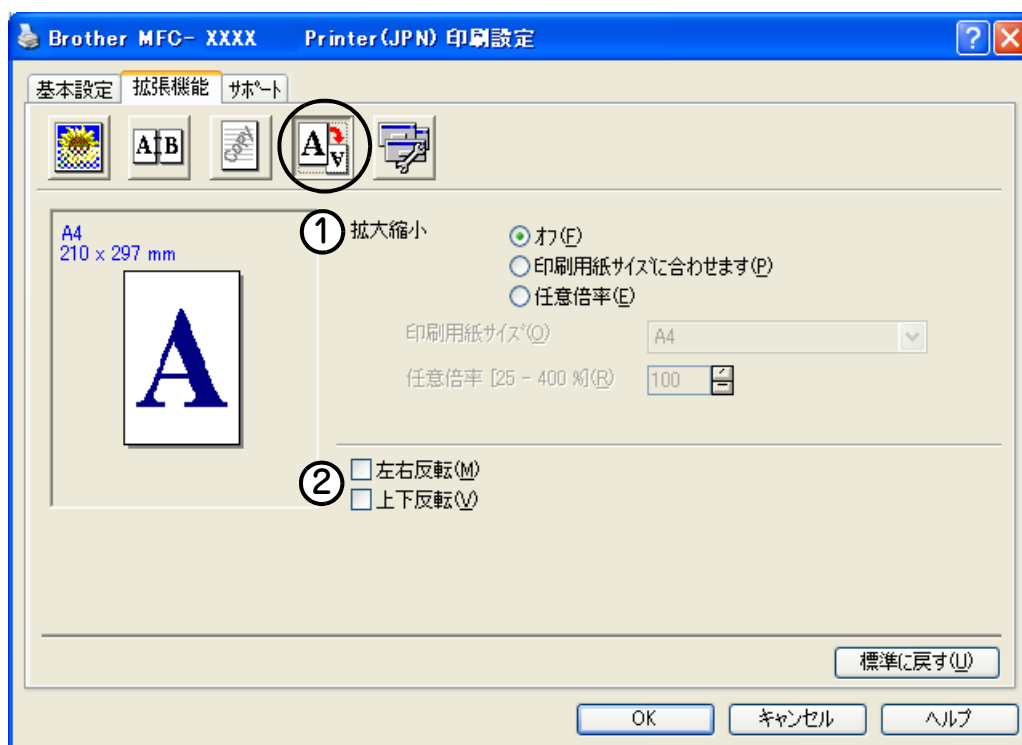 Brother MFC- XXXX Printer(JPN) 印刷設定
基本設定 拡張機能 サポート
A B copy A A
A4
210 x 297 mm
A
① 拡大縮小
オフ(F)
印刷用紙サイズに合わせます(P)
任意倍率(E)
印刷用紙サイズ(O) A4
任意倍率 [25 - 400 %](R) 100
② 左右反転(M)
上下反転(V)
標準に戻す(U)
OK キャンセル ヘルプ